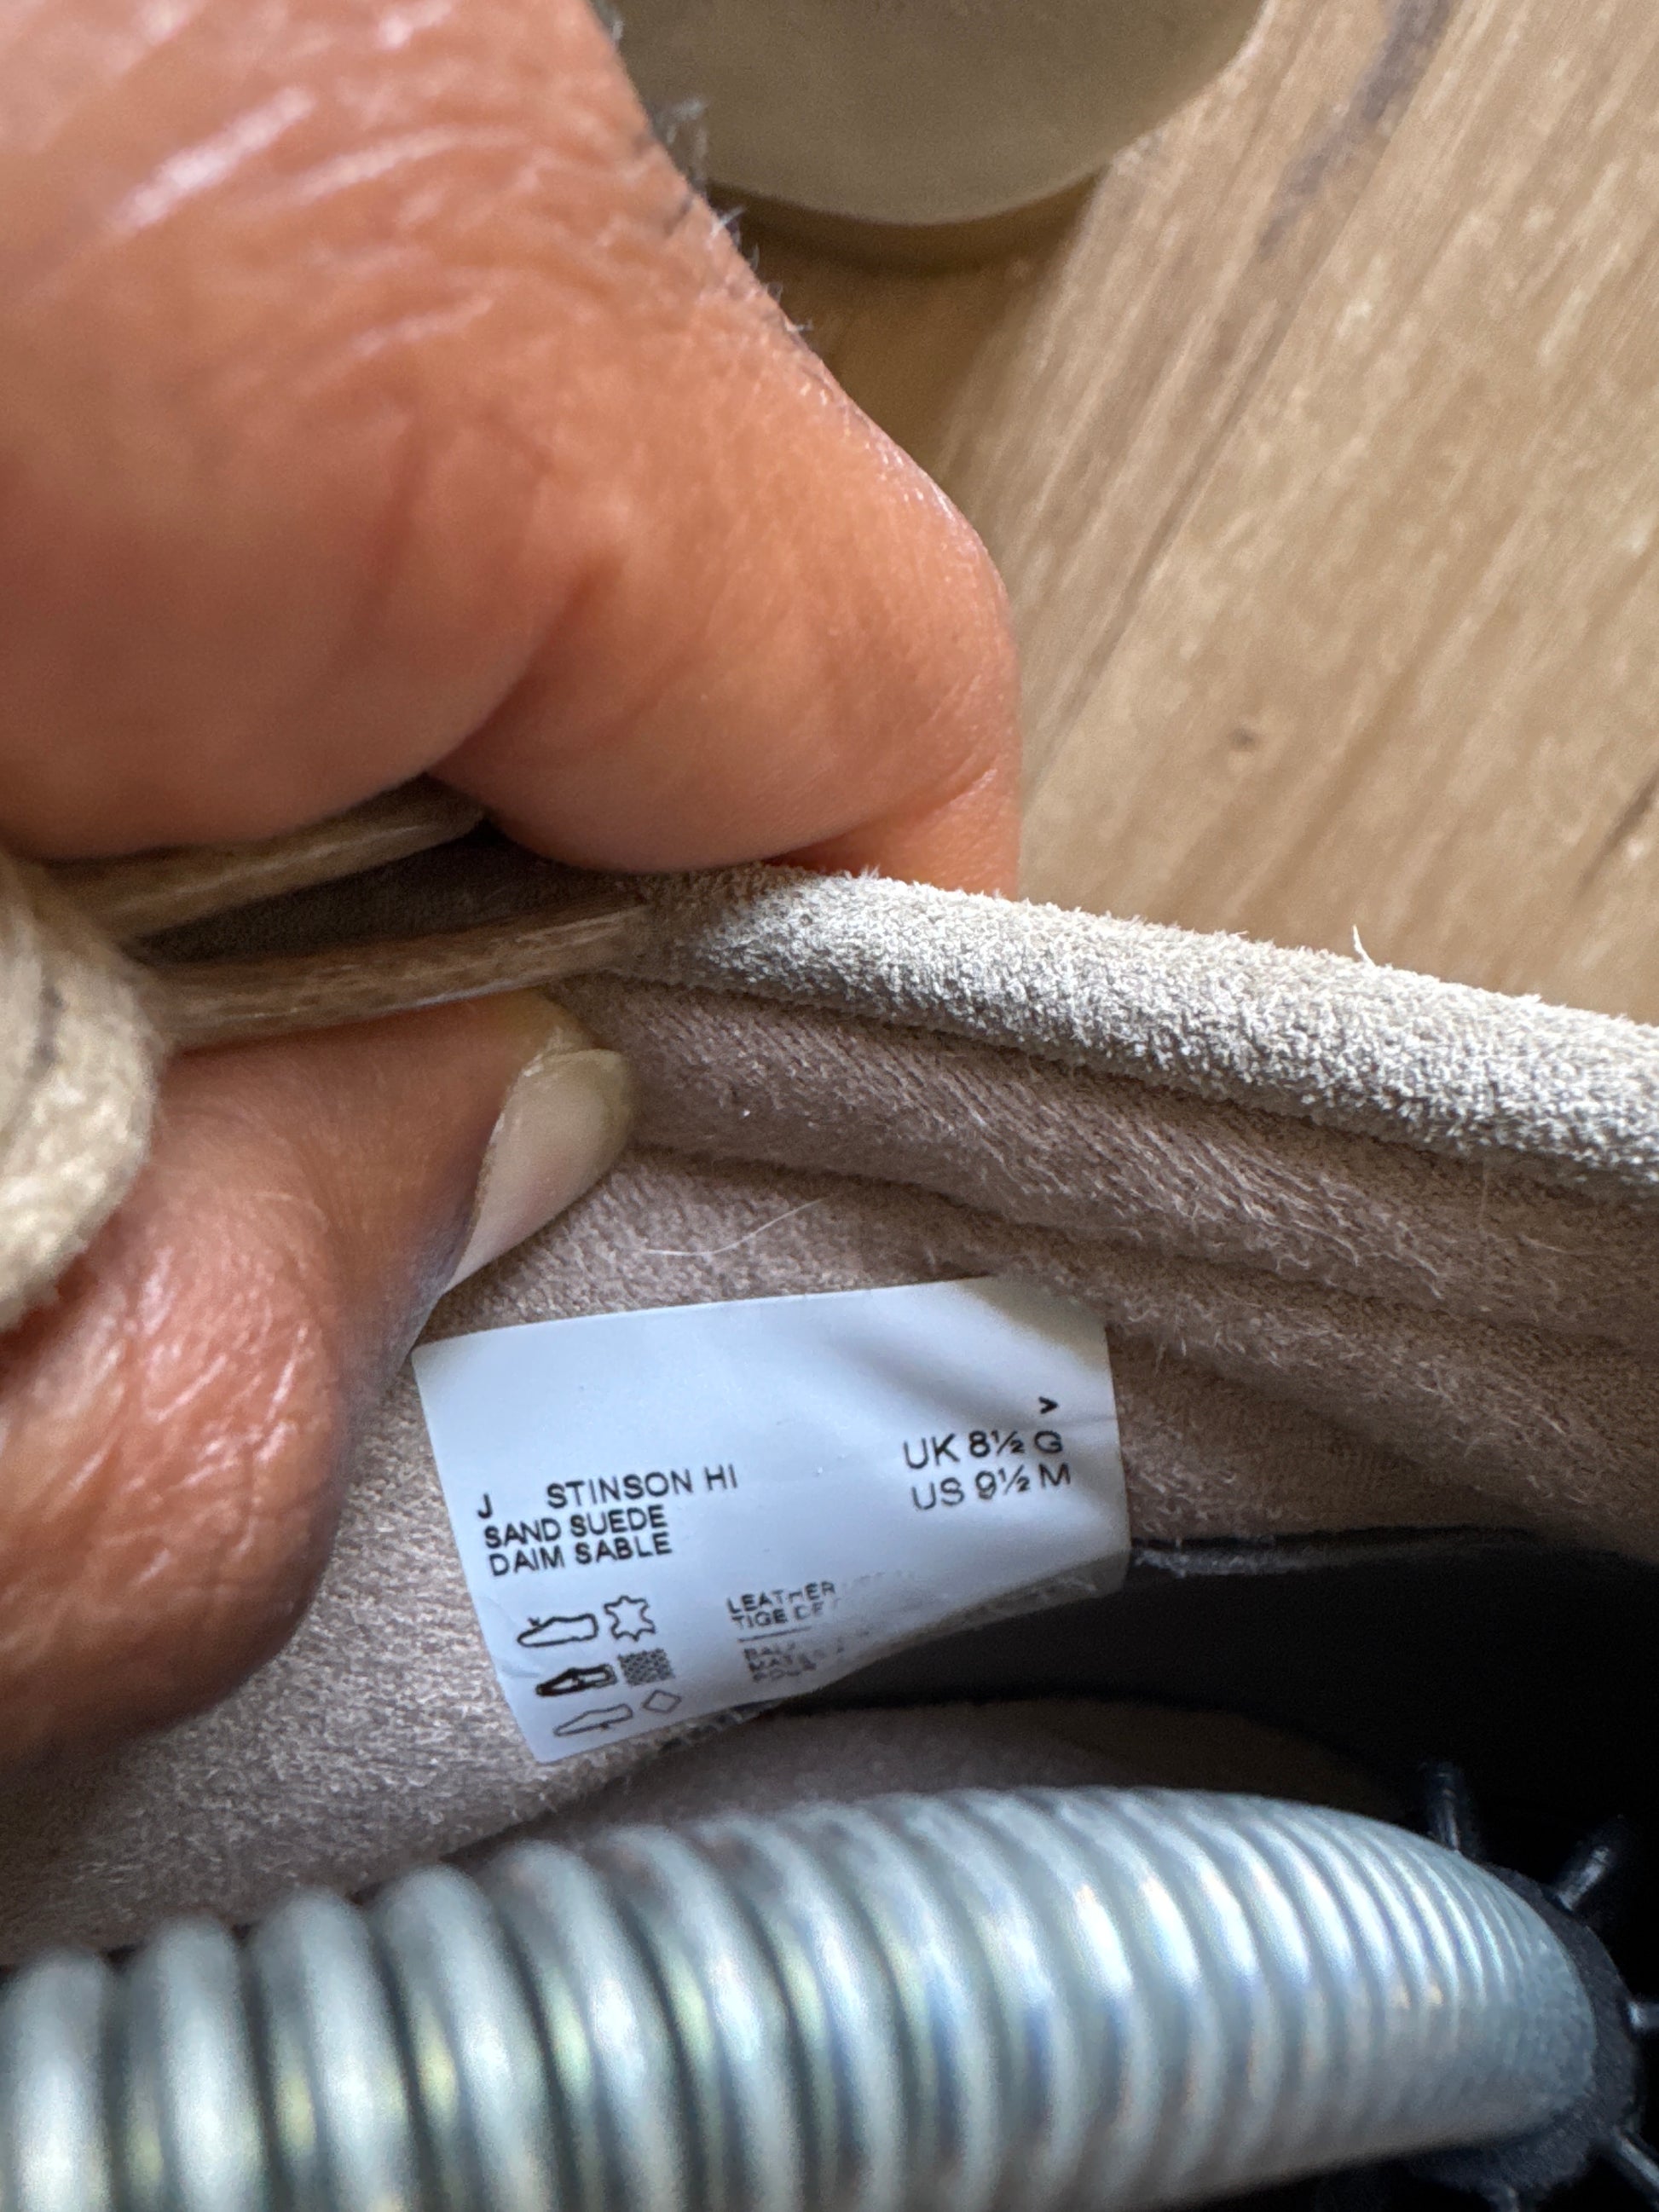 >
UK 8½ G
US 9½ M
J STINSON HI
SAND SUEDE
DAIM SABLE
LEATHER
TIGE DE